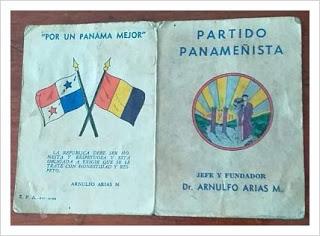 "POR UN PANAMA MEJOR"
LA REPUBLICA DEBE SER HO-
NESTA Y RESPETUOSA Y ESTA
OBLIGADA A EXIGIR QUE SE LE
TRATE CON HONESTIDAD Y RES-
PETO.
ARNULFO ARIAS M.
PARTIDO
PANAMEÑISTA
JEFE Y FUNDADOR
Dr. ARNULFO ARIAS M.